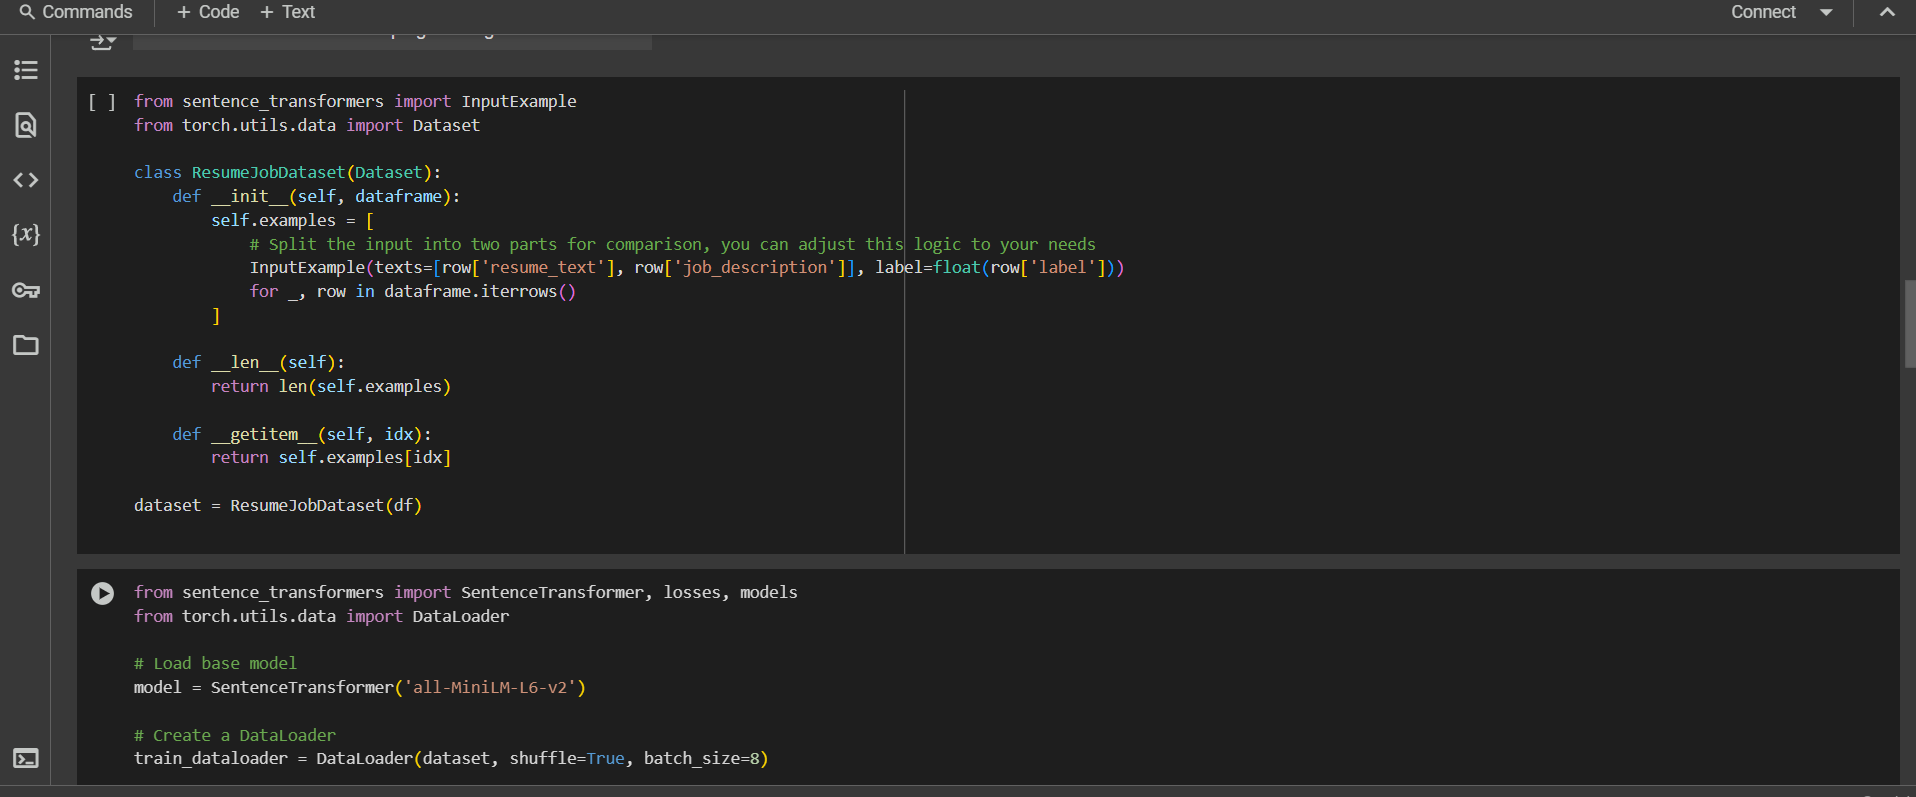 Commands + Code + Text Connect
[ ] from sentence_transformers import InputExample
from torch.utils.data import Dataset
class ResumeJobDataset(Dataset):
    def __init__(self, dataframe):
        self.examples = [
            # Split the input into two parts for comparison, you can adjust this logic to your needs
            InputExample(texts=[row['resume_text'], row['job_description']], label=float(row['label']))
            for _, row in dataframe.iterrows()
        ]
    def __len__(self):
        return len(self.examples)
    def __getitem__(self, idx):
        return self.examples[idx]
dataset = ResumeJobDataset(df)
from sentence_transformers import SentenceTransformer, losses, models
from torch.utils.data import DataLoader
# Load base model
model = SentenceTransformer('all-MiniLM-L6-v2')
# Create a DataLoader
train_dataloader = DataLoader(dataset, shuffle=True, batch_size=8)